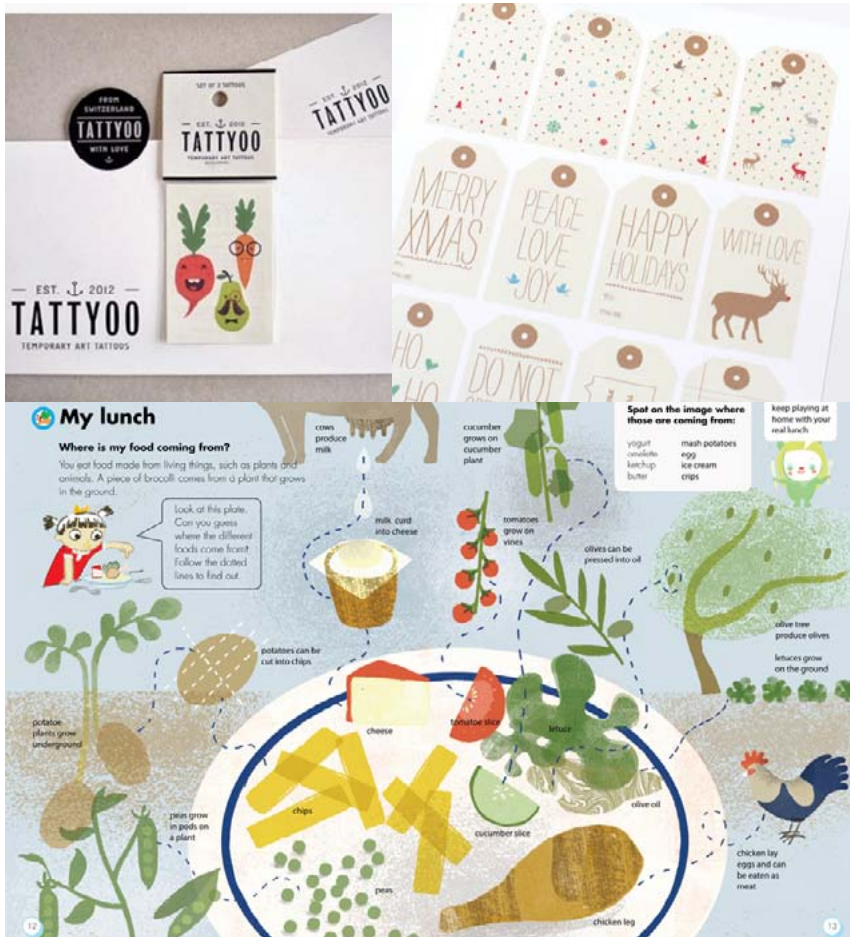 FROM
SWITZERLAND
TATTYOO
WITH LOVE
SET OF 3 TATTOOS
EST. 2012
TATTYOO
TEMPORARY ART TATTOOS
EST. 2012
TATTYOO
EST. 2012
TATTYOO
TEMPORARY ART TATTOOS
MERRY
XMAS
PEACE
LOVE
JOY
HAPPY
HOLIDAYS
WITH LOVE
HO
HO
DO NOT
My lunch
Where is my food coming from?
You eat food made from living things, such as plants and
animals. A piece of brocolli comes from a plant that grows
in the ground.
Look at this plate.
Can you guess
where the different
foods come from?
Follow the dotted
lines to find out.
cows
produce
milk
cucumber
grows on
cucumber
plant
Spot on the image where
those are coming from:
yogurt
omelette
ketchup
butter
mash potatoes
egg
ice cream
crips
keep playing at
home with your
real lunch
milk curd
into cheese
tomatoes
grow on
vines
olives can be
pressed into oil
olive tree
produce olives
letuces grow
on the ground
potatoes can be
cut into chips
potatoe
plants grow
underground
cheese
tomatoe slice
letuce
chips
olive oil
cucumber slice
peas grow
in pods on
a plant
peas
chicken leg
chicken lay
eggs and can
be eaten as
meat
12
13